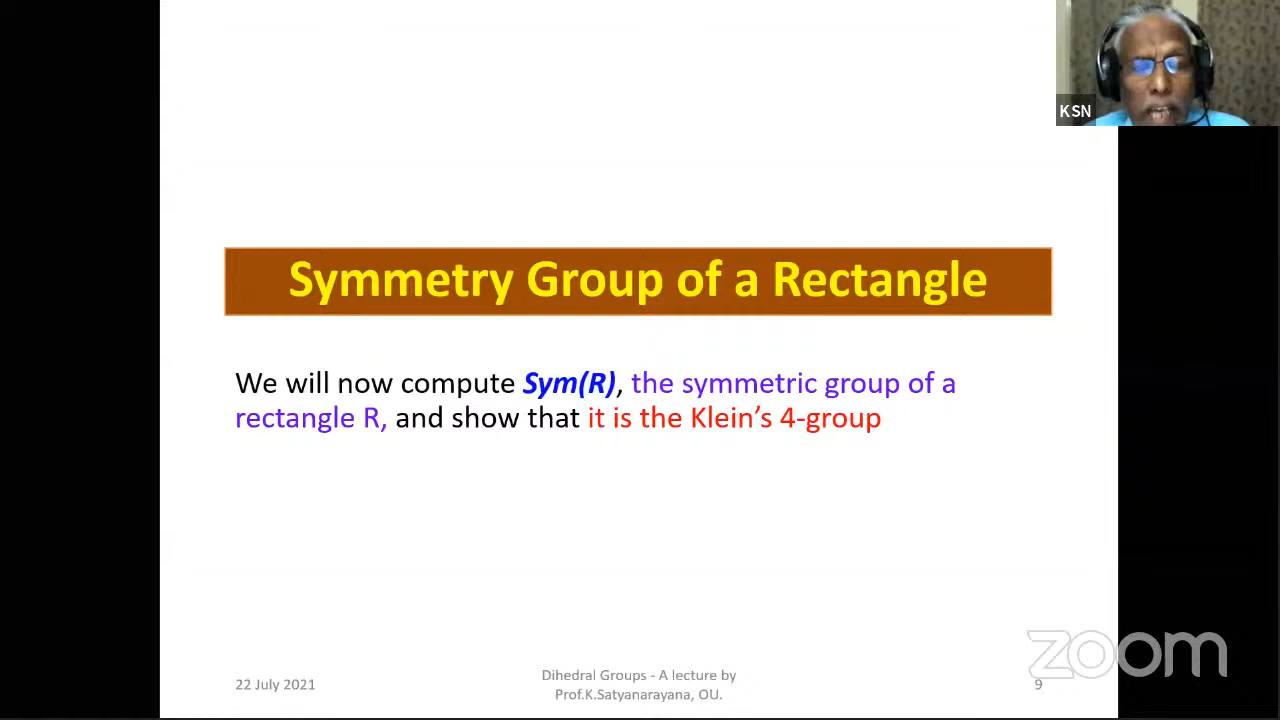 KSN
Symmetry Group of a Rectangle
We will now compute Sym(R), the symmetric group of a
rectangle R, and show that it is the Klein's 4-group
22 July 2021
Dihedral Groups - A lecture by
Prof.K.Satyanarayana, OU.
9
zoom